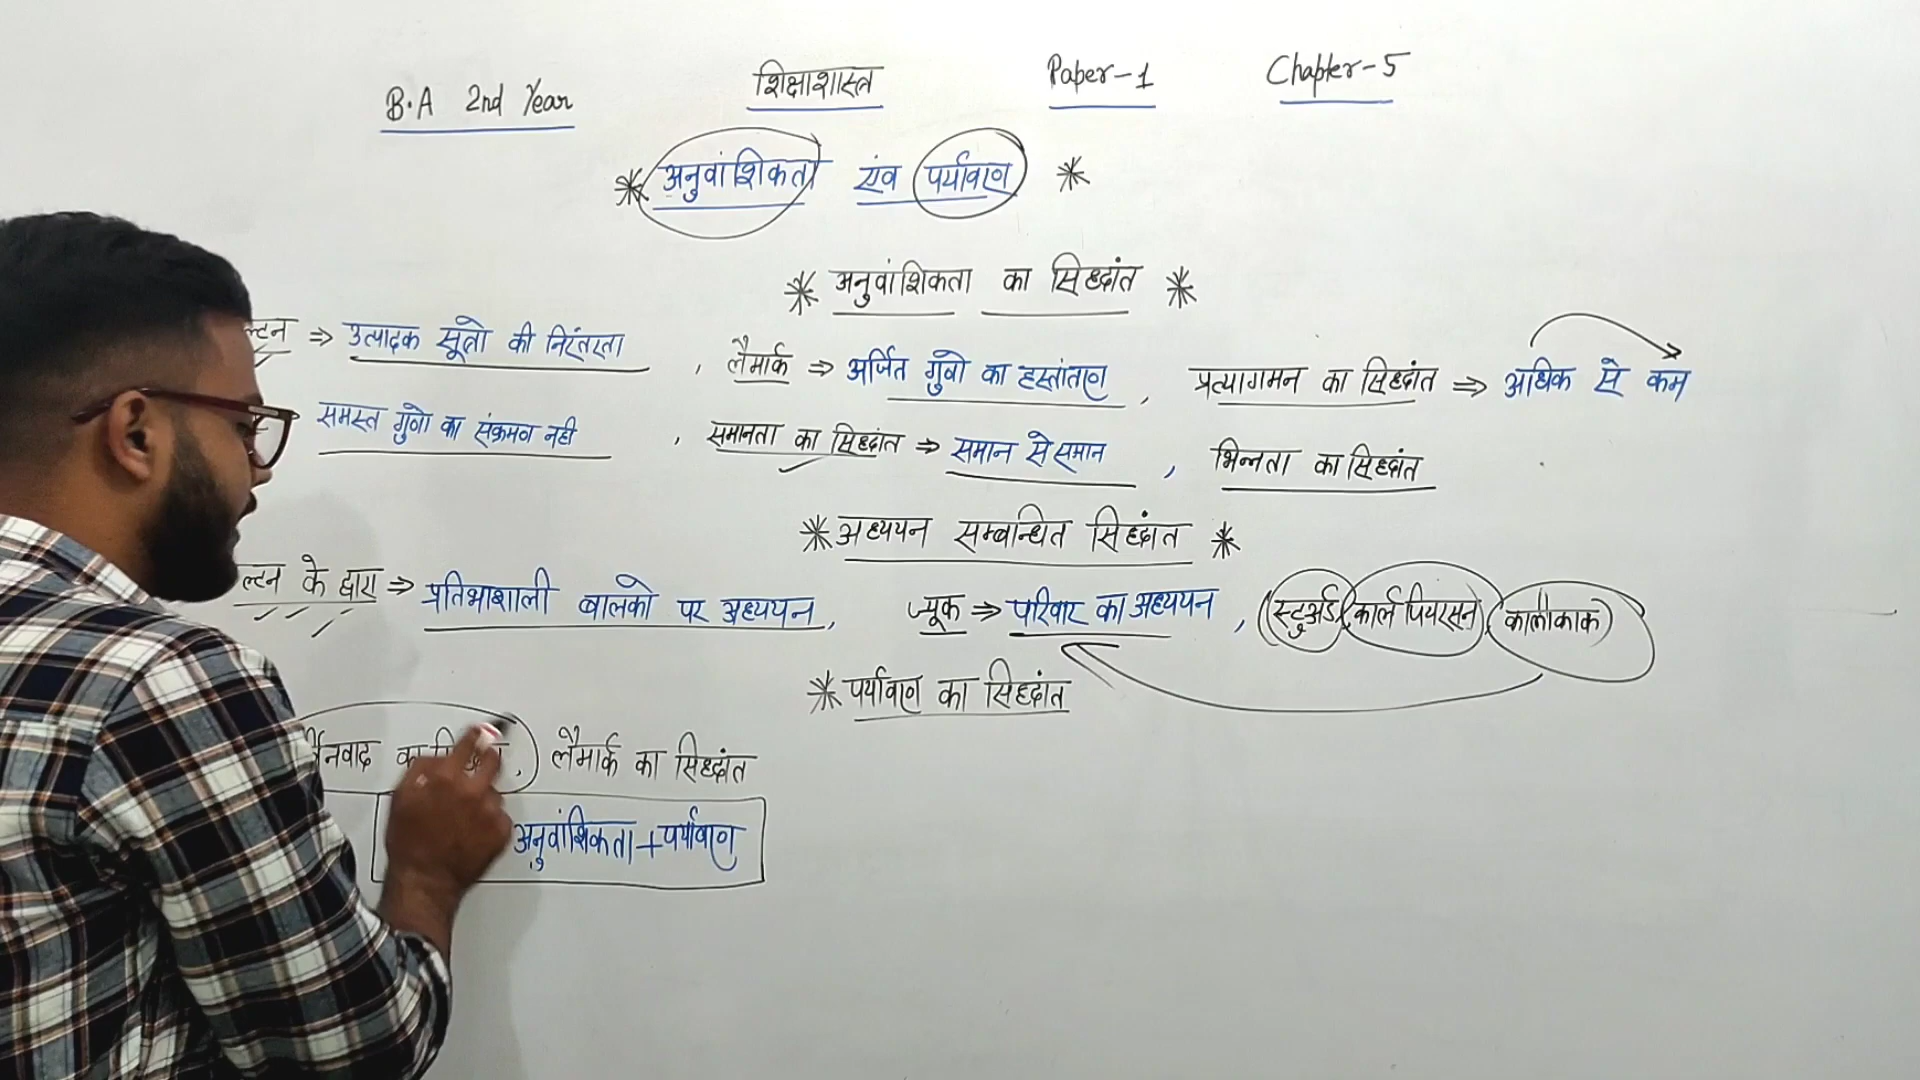 B.A 2nd Year शिक्षाशास्त्र Paper-1 Chapter-5
* अनुवांशिकता एंव पर्यावरण *
* अनुवांशिकता का सिद्धांत *
ल्टन ⇒ उत्पादक सूत्रो की निरंतरता , लैमार्क ⇒ अर्जित गुणो का हस्तांतरण , प्रत्यागमन का सिद्धांत ⇒ अधिक से कम
समस्त गुणो का संक्रमण नही , समानता का सिद्धांत ⇒ समान से समान , भिन्नता का सिद्धांत
* अध्ययन सम्बन्धित सिद्धांत *
ल्टन के द्वारा ⇒ प्रतिभाशाली बालको पर अध्ययन , ज्यूक ⇒ परिवार का अध्ययन , (स्टुअर्ड, कार्ल पियरसन, कालीकाक)
* पर्यावरण का सिद्धांत
लैमार्क का सिद्धांत
अनुवांशिकता + पर्यावरण